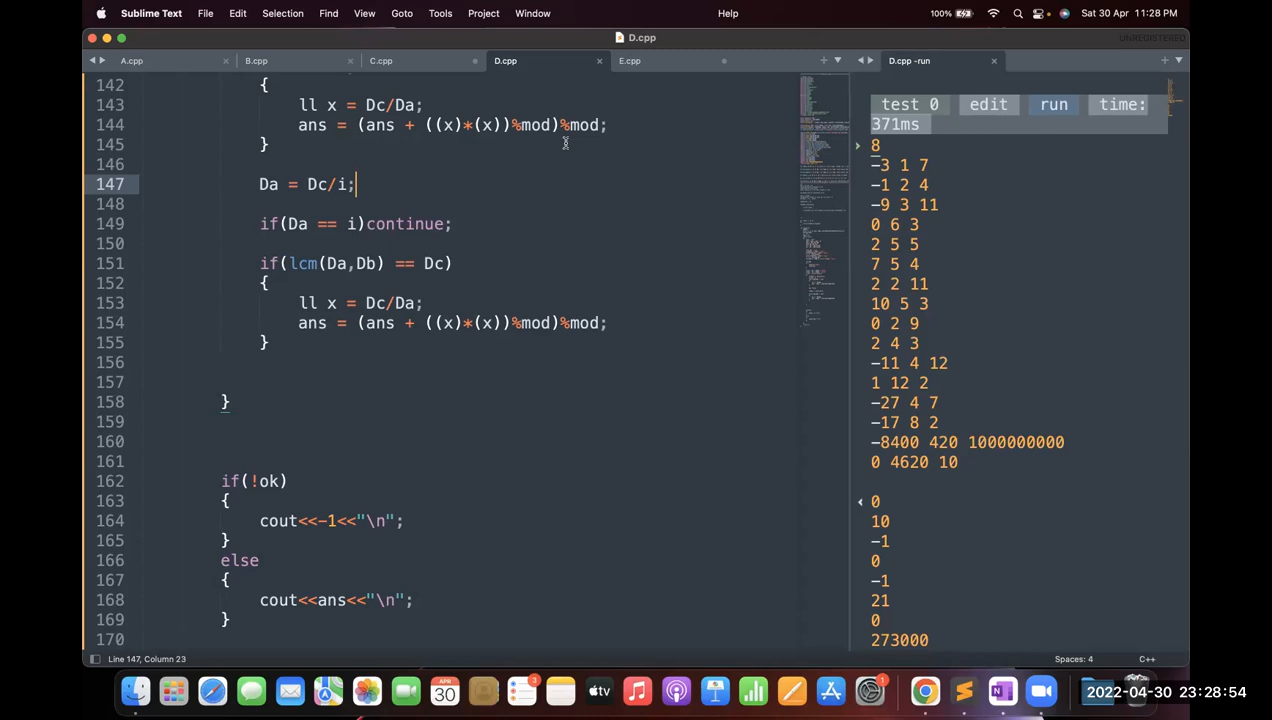 Sublime Text File Edit Selection Find View Goto Tools Project Window Help 100% Sat 30 Apr 11:28 PM
D.cpp UNREGISTERED
A.cpp B.cpp C.cpp D.cpp E.cpp D.cpp -run
142 {
143 ll x = Dc/Da;
144 ans = (ans + ((x)*(x))%mod)%mod;
145 }
146
147 Da = Dc/i;
148
149 if(Da == i)continue;
150
151 if(lcm(Da,Db) == Dc)
152 {
153 ll x = Dc/Da;
154 ans = (ans + ((x)*(x))%mod)%mod;
155 }
156
157
158 }
159
160
161
162 if(!ok)
163 {
164 cout<<-1<<"\n";
165 }
166 else
167 {
168 cout<<ans<<"\n";
169 }
170
test 0 edit run time:
371ms
8
-3 1 7
-1 2 4
-9 3 11
0 6 3
2 5 5
7 5 4
2 2 11
10 5 3
0 2 9
2 4 3
-11 4 12
1 12 2
-27 4 7
-17 8 2
-8400 420 1000000000
0 4620 10
0
10
-1
0
-1
21
0
273000
Line 147, Column 23 Spaces: 4 C++
APR
30
3
tv
1
2022-04-30 23:28:54